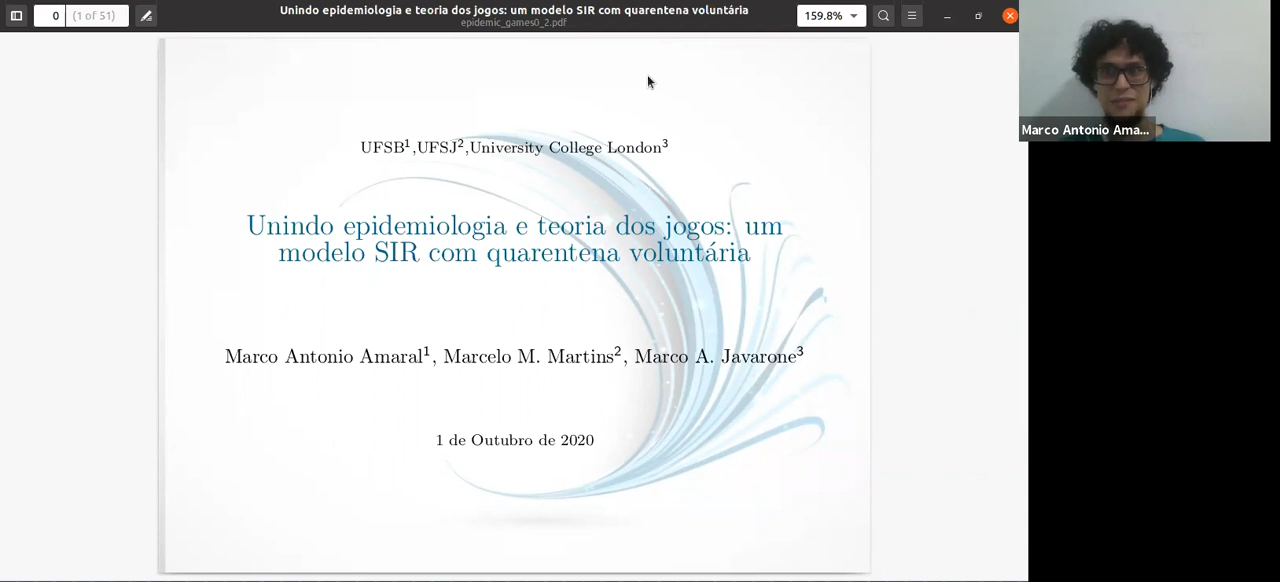 0
(1 of 51)
Unindo epidemiologia e teoria dos jogos: um modelo SIR com quarentena voluntária
epidemic_games0_2.pdf
159.8%
Marco Antonio Ama...
UFSB¹,UFSJ²,University College London³
Unindo epidemiologia e teoria dos jogos: um
modelo SIR com quarentena voluntária
Marco Antonio Amaral¹, Marcelo M. Martins², Marco A. Javarone³
1 de Outubro de 2020